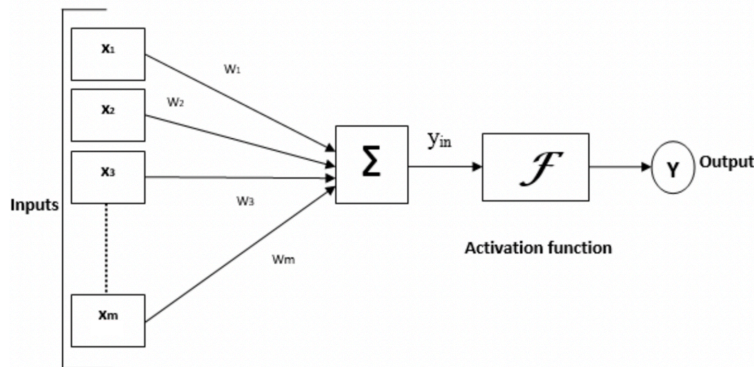 x₁
w₁
x₂
w₂
x₃
w₃
Inputs
wₘ
xₘ
Σ
yᵢₙ
ℱ
Activation function
Y
Output